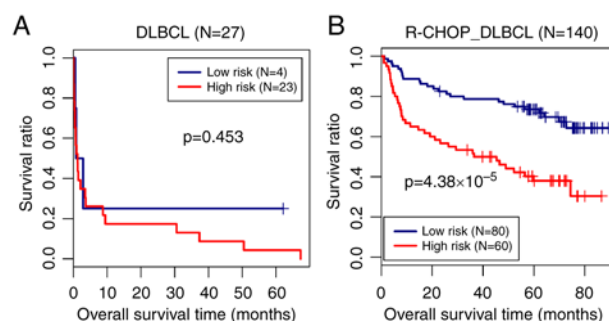 A
DLBCL (N=27)
Survival ratio
1.0
0.8
0.6
0.4
0.2
0.0
Low risk (N=4)
High risk (N=23)
p=0.453
0 10 20 30 40 50 60
Overall survival time (months)
B
R-CHOP_DLBCL (N=140)
Survival ratio
1.0
0.8
0.6
0.4
0.2
0.0
p=4.38×10⁻⁵
Low risk (N=80)
High risk (N=60)
0 20 40 60 80
Overall survival time (months)